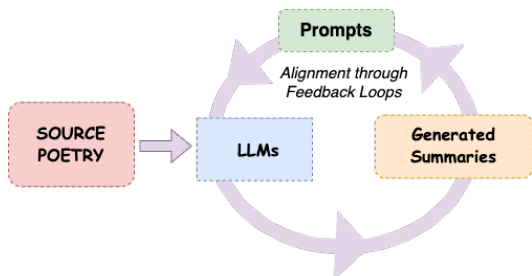 Prompts
Alignment through
Feedback Loops
SOURCE
POETRY
LLMs
Generated
Summaries